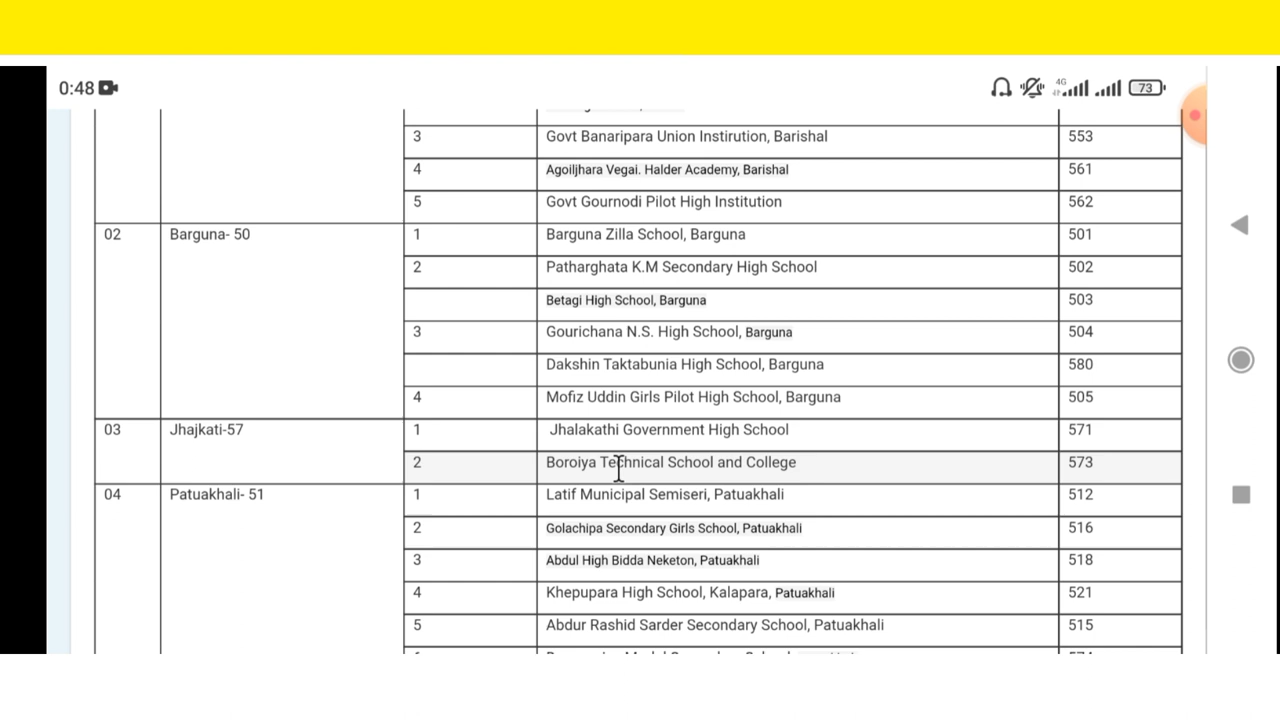 0:48
4G
73
3 Govt Banaripara Union Instirution, Barishal 553
4 Agoiljhara Vegai. Halder Academy, Barishal 561
5 Govt Gournodi Pilot High Institution 562
02 Barguna- 50 1 Barguna Zilla School, Barguna 501
2 Patharghata K.M Secondary High School 502
Betagi High School, Barguna 503
3 Gourichana N.S. High School, Barguna 504
Dakshin Taktabunia High School, Barguna 580
4 Mofiz Uddin Girls Pilot High School, Barguna 505
03 Jhajkati-57 1 Jhalakathi Government High School 571
2 Boroiya Technical School and College 573
04 Patuakhali- 51 1 Latif Municipal Semiseri, Patuakhali 512
2 Golachipa Secondary Girls School, Patuakhali 516
3 Abdul High Bidda Neketon, Patuakhali 518
4 Khepupara High School, Kalapara, Patuakhali 521
5 Abdur Rashid Sarder Secondary School, Patuakhali 515